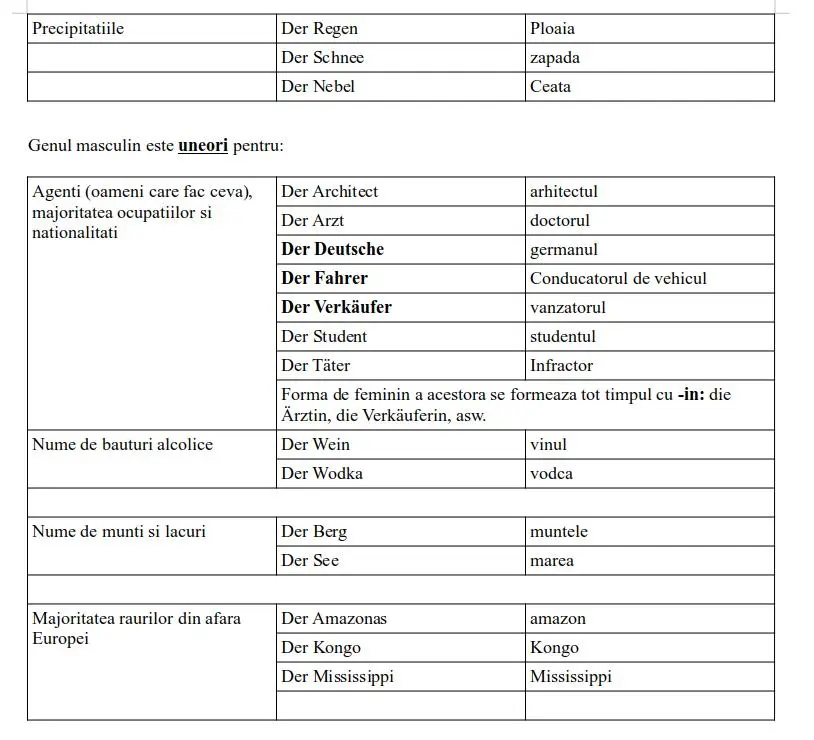 Precipitatiile Der Regen Ploaia
Der Schnee zapada
Der Nebel Ceata
Genul masculin este uneori pentru:
Agenti (oameni care fac ceva), Der Architect arhitectul
majoritatea ocupatiilor si Der Arzt doctorul
nationalitati Der Deutsche germanul
Der Fahrer Conducatorul de vehicul
Der Verkäufer vanzatorul
Der Student studentul
Der Täter Infractor
Forma de feminin a acestora se formeaza tot timpul cu -in: die
Ärztin, die Verkäuferin, asw.
Nume de bauturi alcolice Der Wein vinul
Der Wodka vodca
Nume de munti si lacuri Der Berg muntele
Der See marea
Majoritatea raurilor din afara Der Amazonas amazon
Europei Der Kongo Kongo
Der Mississippi Mississippi